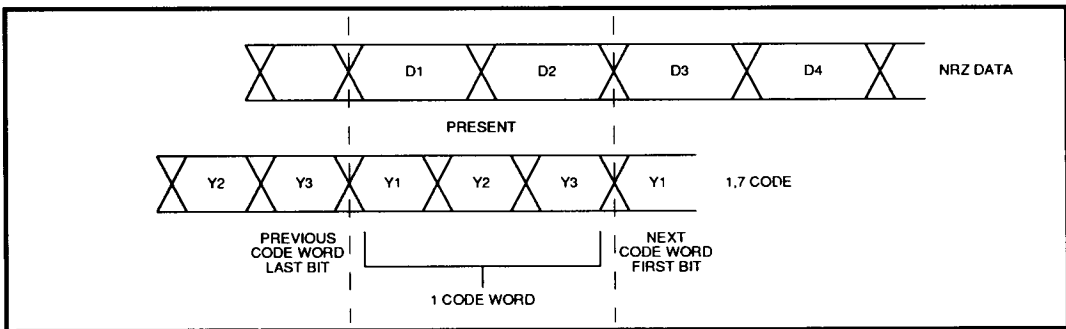 D1 D2 D3 D4 NRZ DATA
PRESENT
Y2 Y3 Y1 Y2 Y3 Y1 1,7 CODE
PREVIOUS
CODE WORD
LAST BIT
NEXT
CODE WORD
FIRST BIT
1 CODE WORD